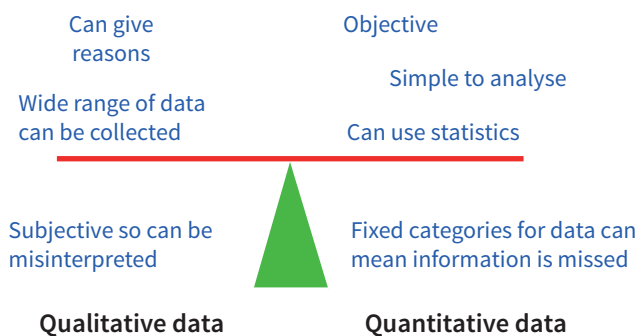 Can give
reasons
Objective
Simple to analyse
Wide range of data
can be collected
Can use statistics
Subjective so can be
misinterpreted
Fixed categories for data can
mean information is missed
Qualitative data
Quantitative data